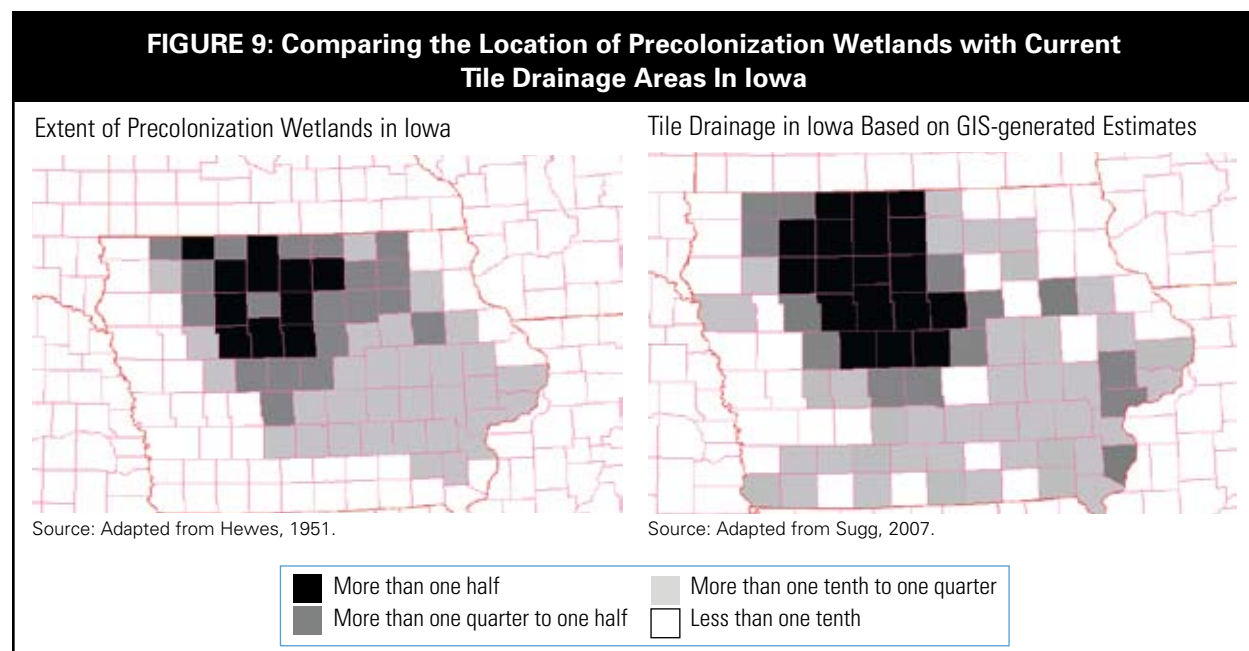 FIGURE 9: Comparing the Location of Precolonization Wetlands with Current
Tile Drainage Areas In Iowa
Extent of Precolonization Wetlands in Iowa
Tile Drainage in Iowa Based on GIS-generated Estimates
Source: Adapted from Hewes, 1951.
Source: Adapted from Sugg, 2007.
More than one half
More than one quarter to one half
More than one tenth to one quarter
Less than one tenth